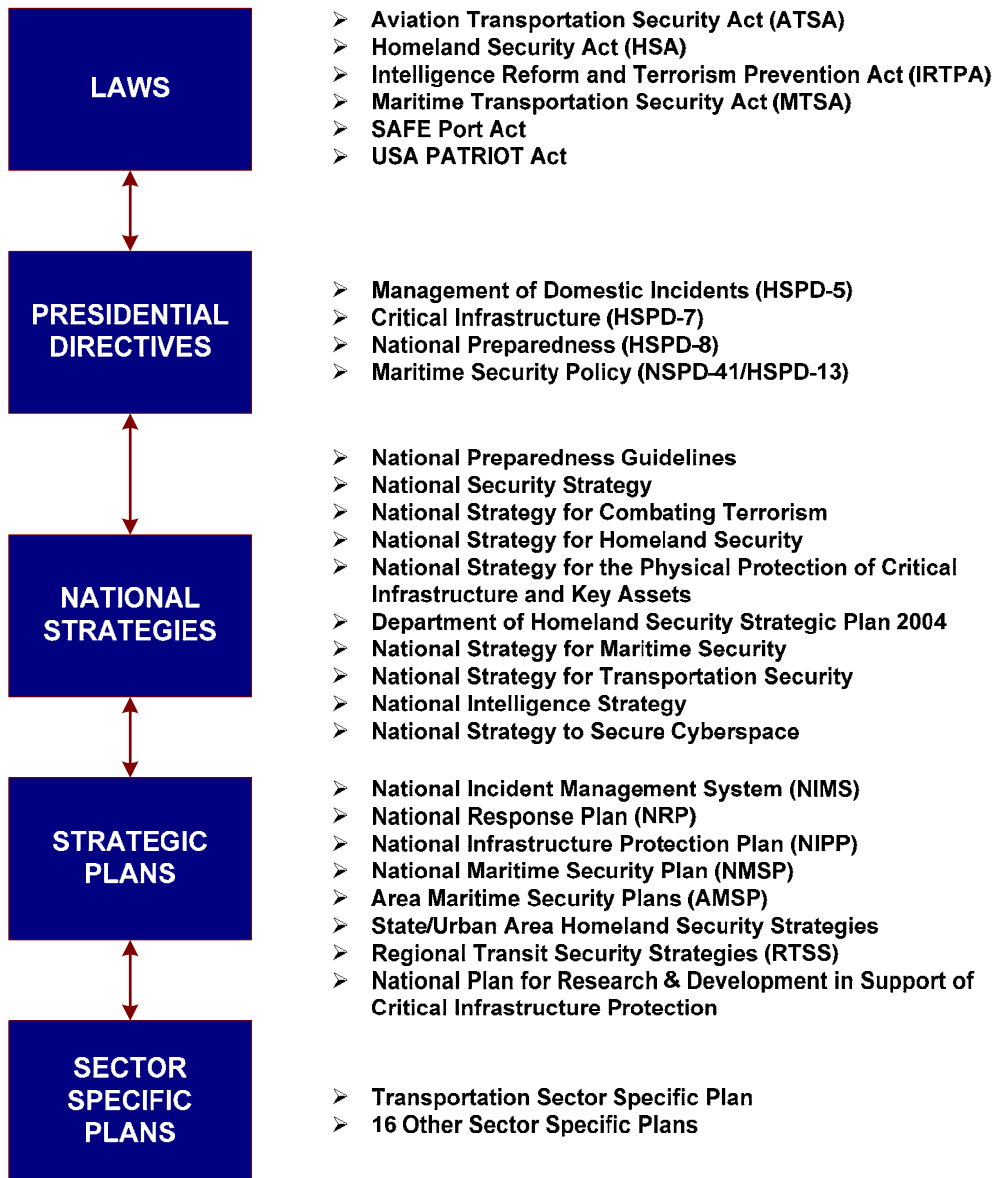 LAWS
➢ Aviation Transportation Security Act (ATSA)
➢ Homeland Security Act (HSA)
➢ Intelligence Reform and Terrorism Prevention Act (IRTPA)
➢ Maritime Transportation Security Act (MTSA)
➢ SAFE Port Act
➢ USA PATRIOT Act
PRESIDENTIAL
DIRECTIVES
➢ Management of Domestic Incidents (HSPD-5)
➢ Critical Infrastructure (HSPD-7)
➢ National Preparedness (HSPD-8)
➢ Maritime Security Policy (NSPD-41/HSPD-13)
NATIONAL
STRATEGIES
➢ National Preparedness Guidelines
➢ National Security Strategy
➢ National Strategy for Combating Terrorism
➢ National Strategy for Homeland Security
➢ National Strategy for the Physical Protection of Critical
Infrastructure and Key Assets
➢ Department of Homeland Security Strategic Plan 2004
➢ National Strategy for Maritime Security
➢ National Strategy for Transportation Security
➢ National Intelligence Strategy
➢ National Strategy to Secure Cyberspace
STRATEGIC
PLANS
➢ National Incident Management System (NIMS)
➢ National Response Plan (NRP)
➢ National Infrastructure Protection Plan (NIPP)
➢ National Maritime Security Plan (NMSP)
➢ Area Maritime Security Plans (AMSP)
➢ State/Urban Area Homeland Security Strategies
➢ Regional Transit Security Strategies (RTSS)
➢ National Plan for Research & Development in Support of
Critical Infrastructure Protection
SECTOR
SPECIFIC
PLANS
➢ Transportation Sector Specific Plan
➢ 16 Other Sector Specific Plans